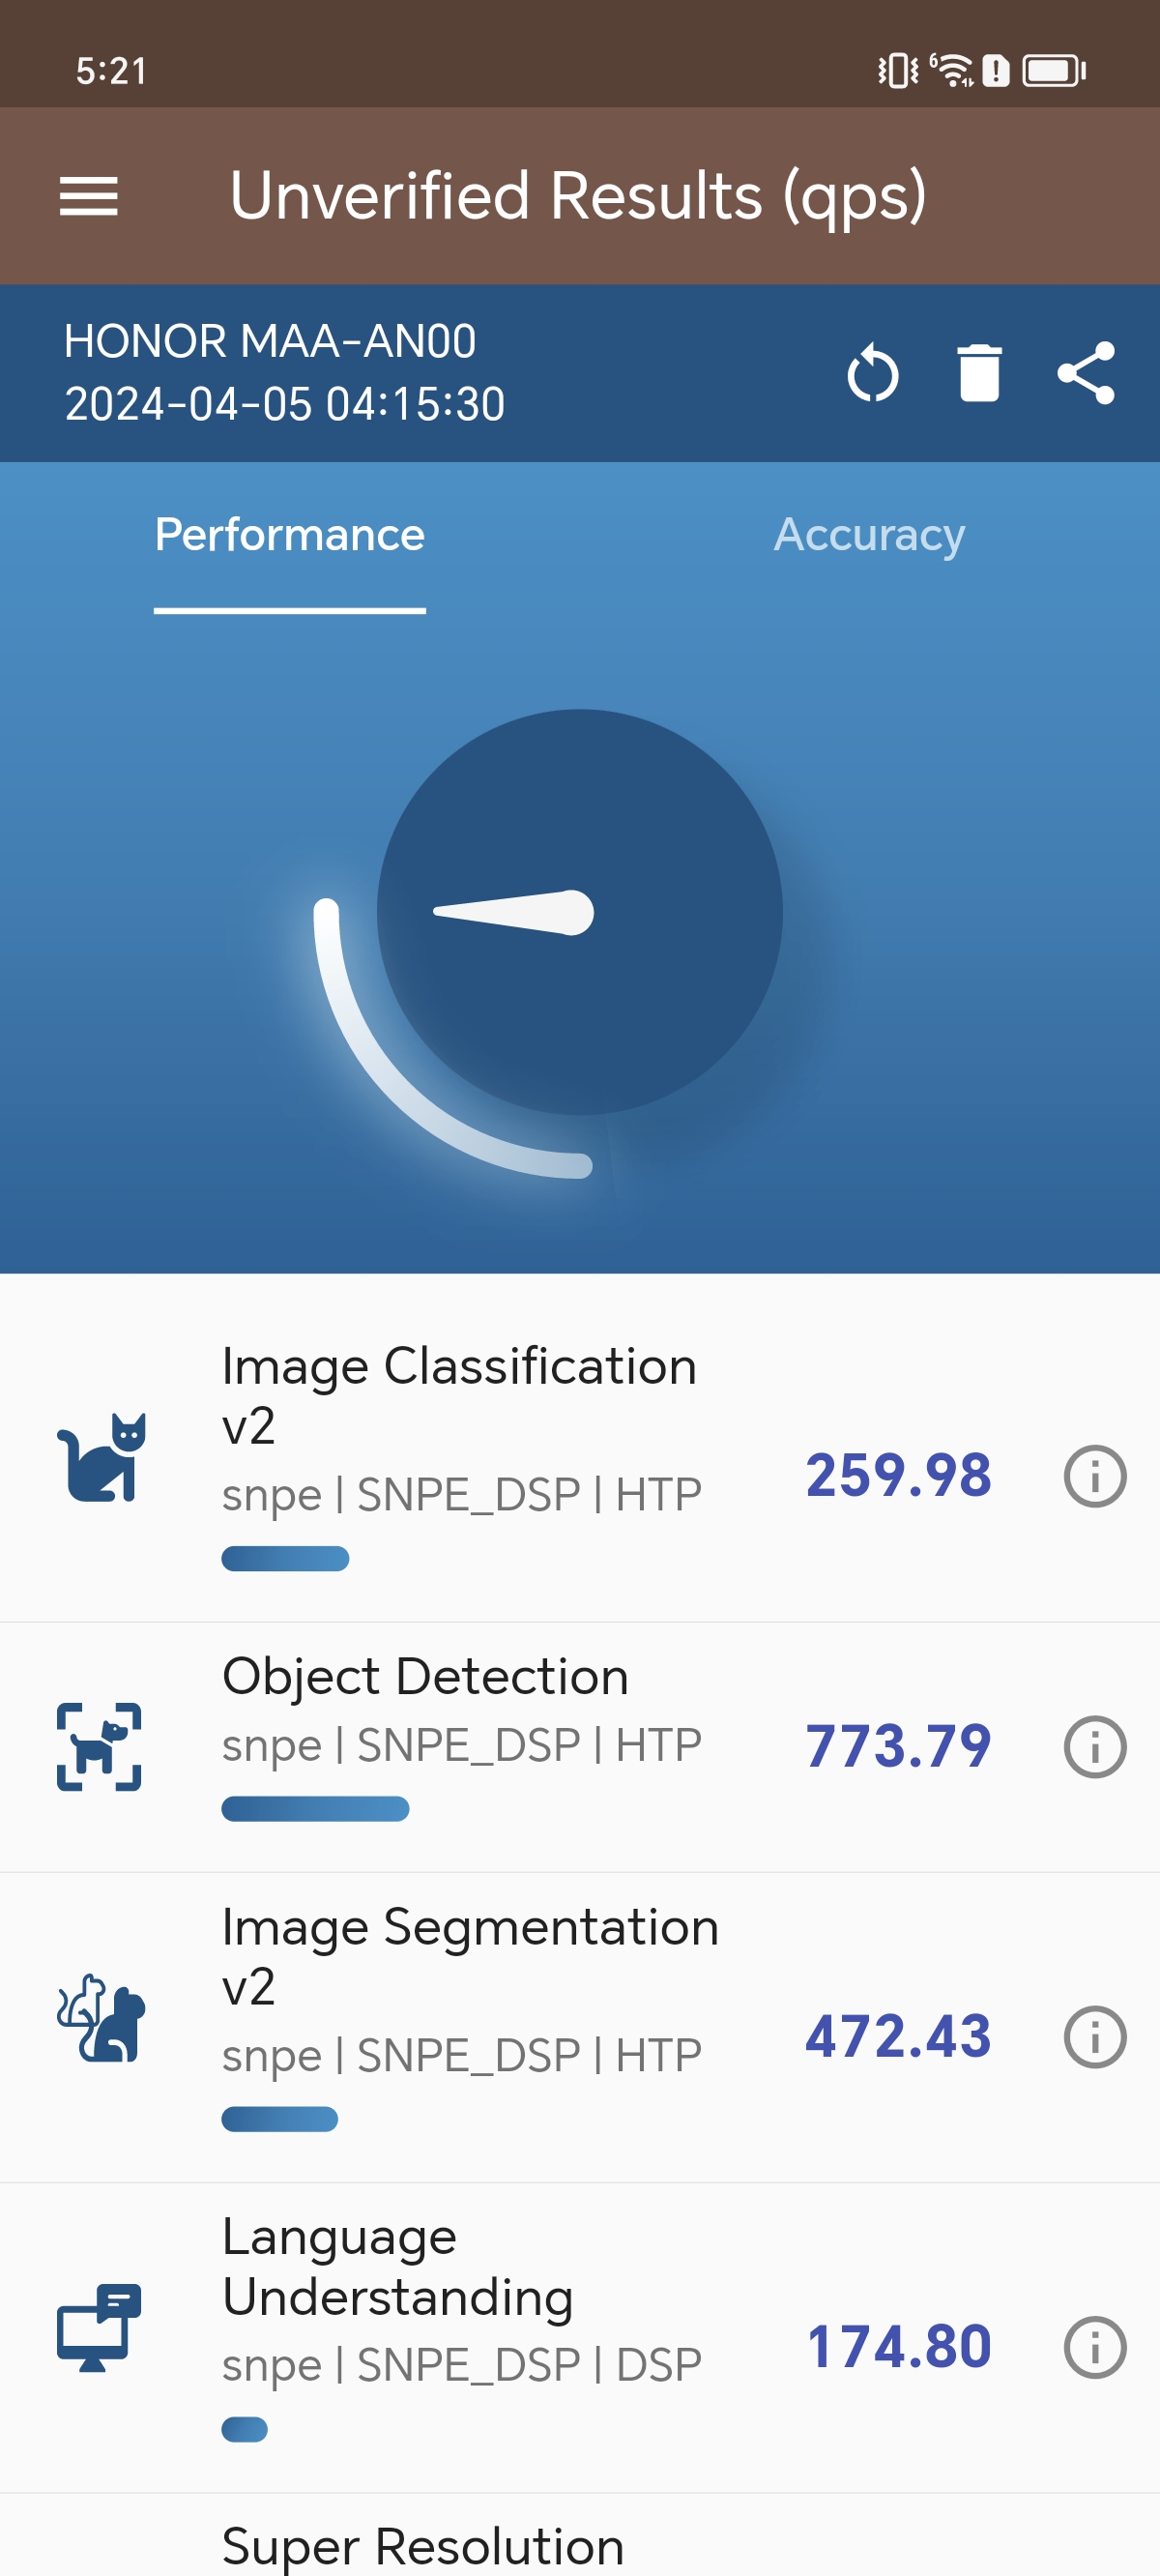 5:21
6
Unverified Results (qps)
HONOR MAA-AN00
2024-04-05 04:15:30
Performance
Accuracy
Image Classification
v2
snpe | SNPE_DSP | HTP
259.98
Object Detection
snpe | SNPE_DSP | HTP
773.79
Image Segmentation
v2
snpe | SNPE_DSP | HTP
472.43
Language
Understanding
snpe | SNPE_DSP | DSP
174.80
Super Resolution